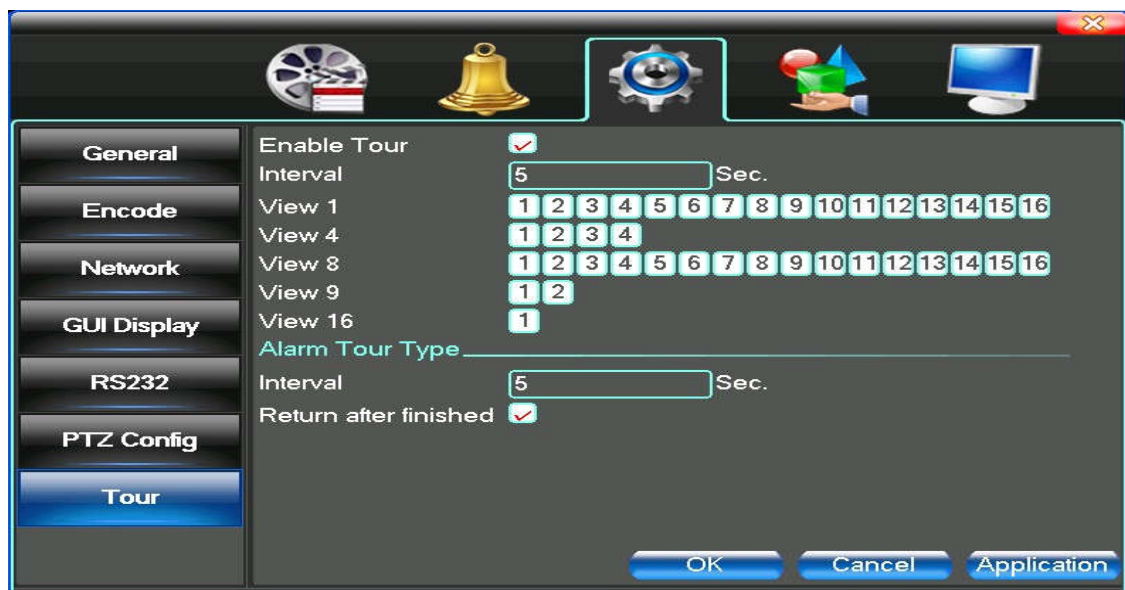 General
Encode
Network
GUI Display
RS232
PTZ Config
Tour
Enable Tour
Interval 5 Sec.
View 1 1 2 3 4 5 6 7 8 9 10 11 12 13 14 15 16
View 4 1 2 3 4
View 8 1 2 3 4 5 6 7 8 9 10 11 12 13 14 15 16
View 9 1 2
View 16 1
Alarm Tour Type
Interval 5 Sec.
Return after finished
OK Cancel Application